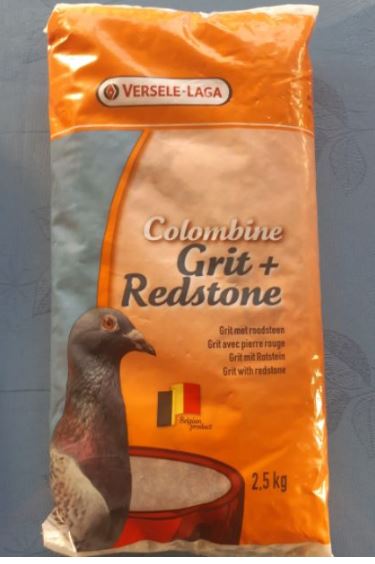 VERSELE-LAGA
Colombine
Grit +
Redstone
Grit met roodsteen
Grit avec pierre rouge
Grit mit Rotstein
Grit with redstone
Belgian
product
2,5 kg